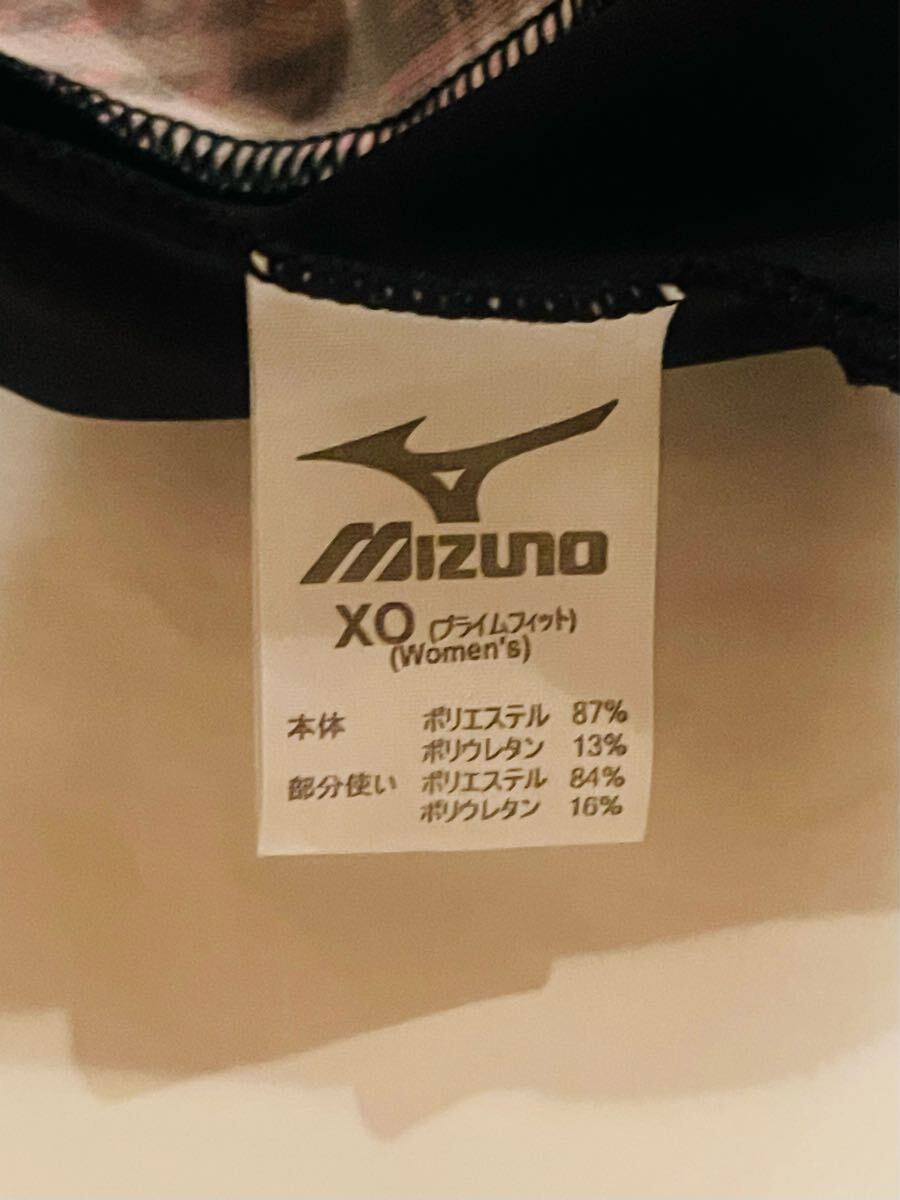 MIZUNO
XO (プライムフィット)
(Women's)
本体 ポリエステル 87%
ポリウレタン 13%
部分使い ポリエステル 84%
ポリウレタン 16%